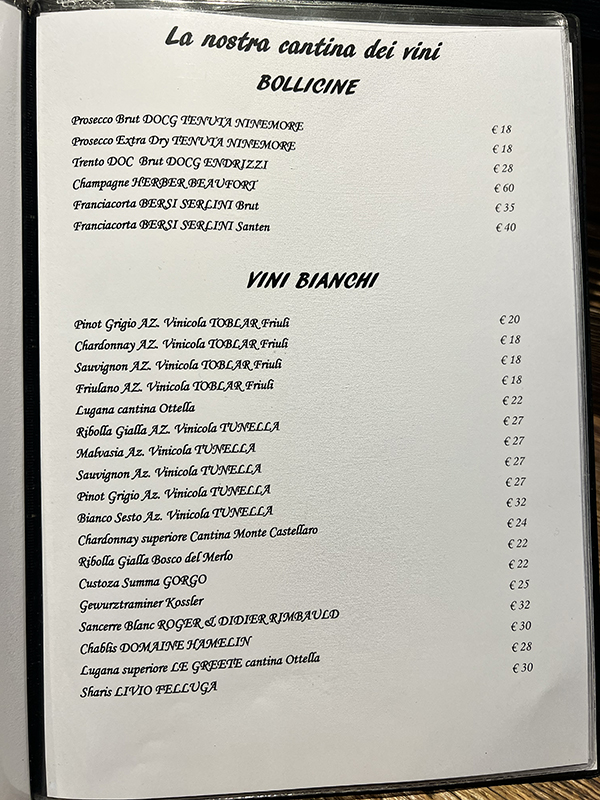 La nostra cantina dei vini
BOLLICINE
Prosecco Brut DOCG TENUTA NINEMORE € 18
Prosecco Extra Dry TENUTA NINEMORE € 18
Trento DOC Brut DOCG ENDRIZZI € 28
Champagne HERBER BEAUFORT € 60
Franciacorta BERSI SERLINI Brut € 35
Franciacorta BERSI SERLINI Santen € 40
VINI BIANCHI
Pinot Grigio AZ. Vinicola TOBLAR Friuli € 20
Chardonnay AZ. Vinicola TOBLAR Friuli € 18
Sauvignon AZ. Vinicola TOBLAR Friuli € 18
Friulano AZ. Vinicola TOBLAR Friuli € 18
Lugana cantina Ottella € 22
Ribolla Gialla AZ. Vinicola TUNELLA € 27
Malvasia Az. Vinicola TUNELLA € 27
Sauvignon Az. Vinicola TUNELLA € 27
Pinot Grigio Az. Vinicola TUNELLA € 27
Bianco Sesto Az. Vinicola TUNELLA € 32
Chardonnay superiore Cantina Monte Castellaro € 24
Ribolla Gialla Bosco del Merlo € 22
Custoza Summa GORGO € 22
Gewurztraminer Kossler € 25
Sancerre Blanc ROGER & DIDIER RIMBAULD € 32
Chablis DOMAINE HAMELIN € 30
Lugana superiore LE GREETE cantina Ottella € 28
Sharis LIVIO FELLUGA € 30